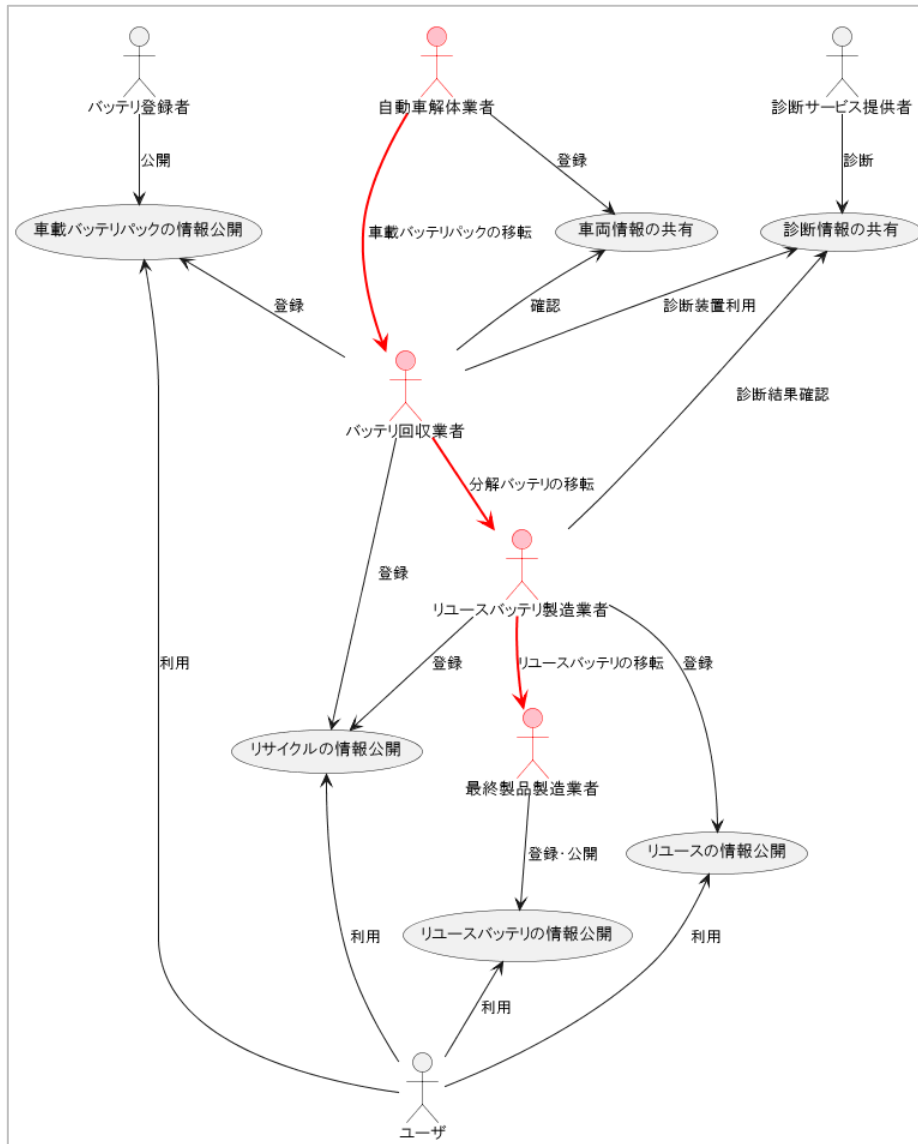 バッテリ登録者
自動車解体業者
診断サービス提供者
公開
登録
診断
車載バッテリパックの情報公開
車載バッテリパックの移転
車両情報の共有
診断情報の共有
登録
確認
診断装置利用
診断結果確認
バッテリ回収業者
分解バッテリの移転
登録
リユースバッテリ製造業者
利用
登録
リユースバッテリの移転
登録
リサイクルの情報公開
最終製品製造業者
登録・公開
リユースの情報公開
リユースバッテリの情報公開
利用
利用
利用
ユーザ